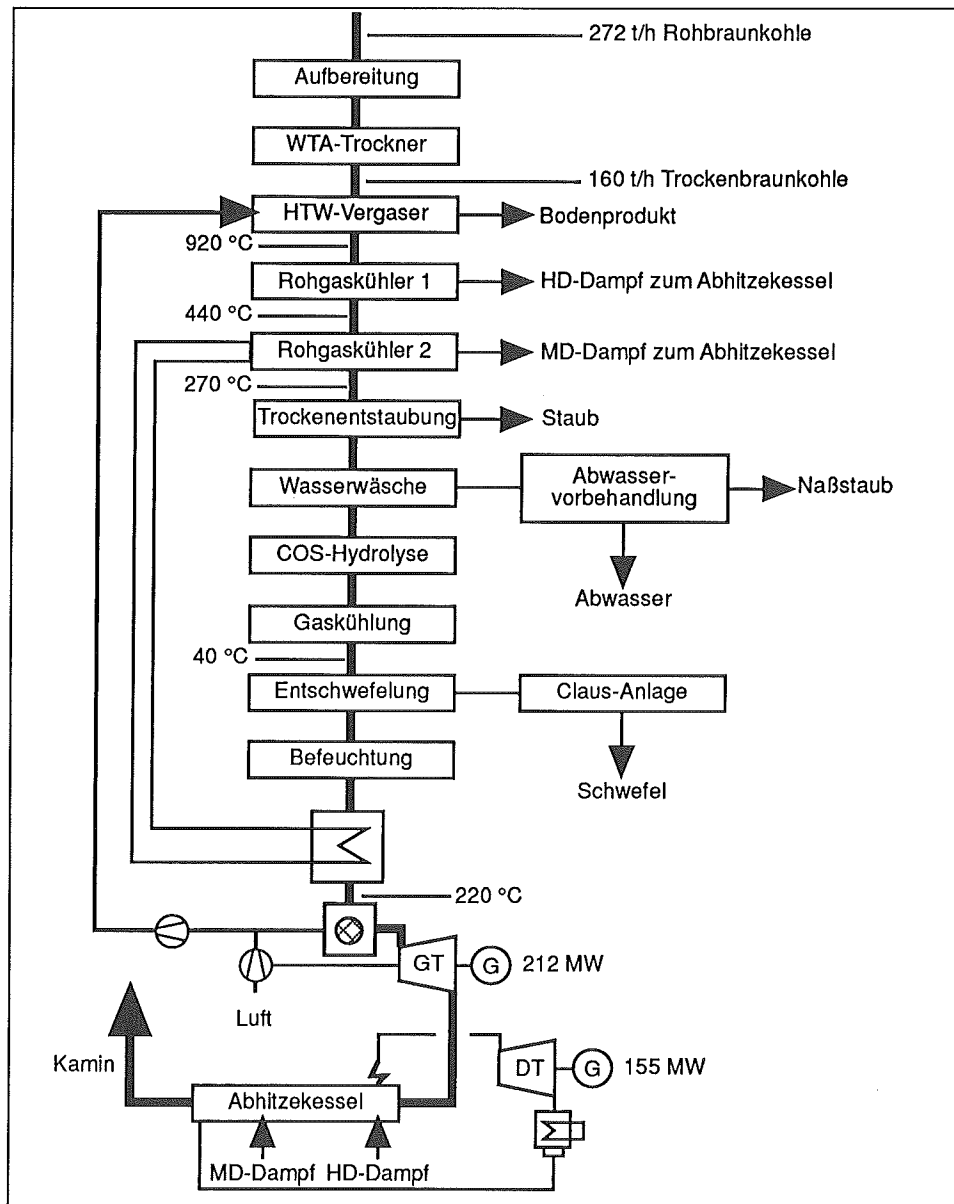 272 t/h Rohbraunkohle
Aufbereitung
WTA-Trockner
160 t/h Trockenbraunkohle
HTW-Vergaser
Bodenprodukt
920 °C
Rohgaskühler 1
HD-Dampf zum Abhitzekessel
440 °C
Rohgaskühler 2
MD-Dampf zum Abhitzekessel
270 °C
Trockenentstaubung
Staub
Wasserwäsche
Abwasser-
vorbehandlung
Naßstaub
COS-Hydrolyse
Abwasser
Gaskühlung
40 °C
Entschwefelung
Claus-Anlage
Befeuchtung
Schwefel
220 °C
GT
G
212 MW
Luft
Kamin
DT
G
155 MW
Abhitzekessel
MD-Dampf
HD-Dampf